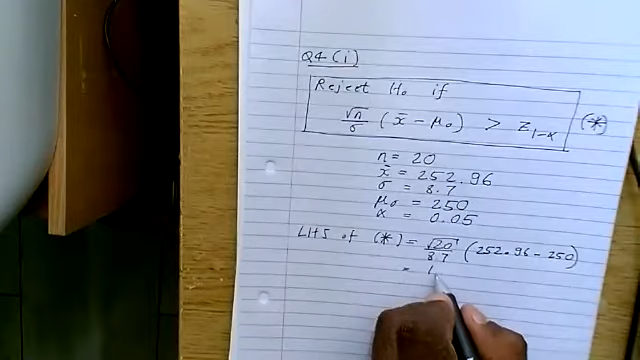 Q4 (i)
Reject H₀ if
√n/σ (x̄ - μ₀) > z₁₋α (*)
n = 20
x̄ = 252.96
σ = 8.7
μ₀ = 250
α = 0.05
LHS of (*) = √20/8.7 (252.96 - 250)
= 1